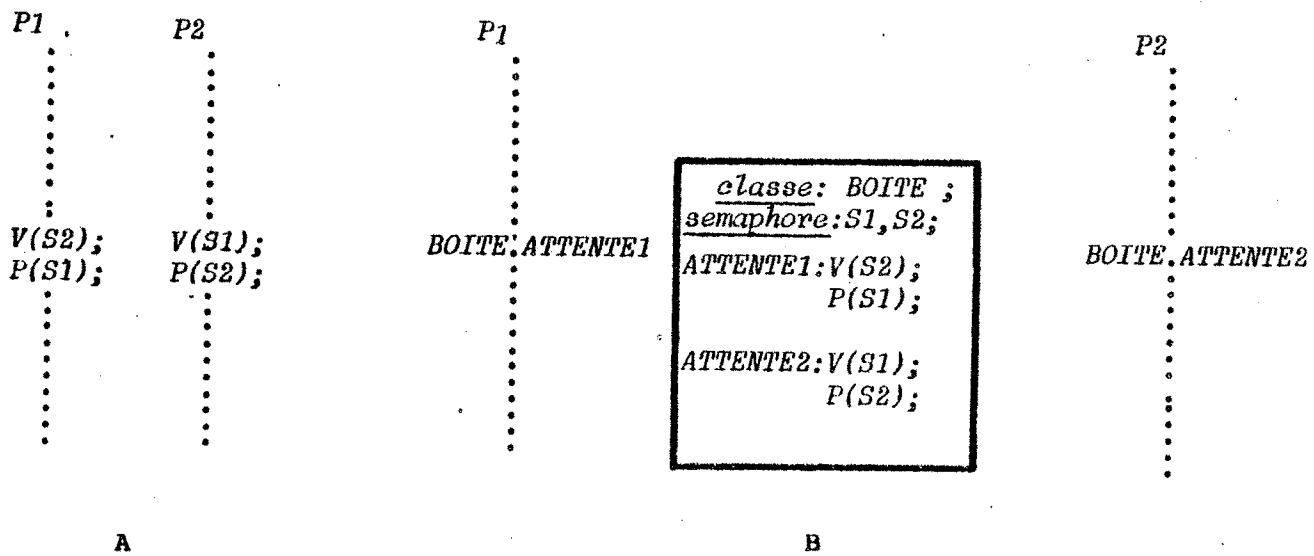 P1 P2
V(S2); V(S1);
P(S1); P(S2);
A
P1
BOITE.ATTENTE1
classe: BOITE ;
semaphore:S1,S2;
ATTENTE1:V(S2);
P(S1);
ATTENTE2:V(S1);
P(S2);
P2
BOITE.ATTENTE2
B